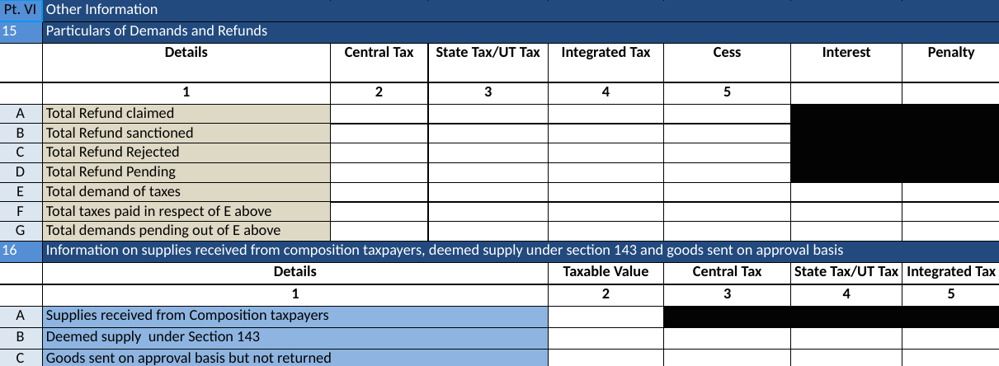 Pt. VI Other Information
15 Particulars of Demands and Refunds
Details Central Tax State Tax/UT Tax Integrated Tax Cess Interest Penalty
1 2 3 4 5
A Total Refund claimed
B Total Refund sanctioned
C Total Refund Rejected
D Total Refund Pending
E Total demand of taxes
F Total taxes paid in respect of E above
G Total demands pending out of E above
16 Information on supplies received from composition taxpayers, deemed supply under section 143 and goods sent on approval basis
Details Taxable Value Central Tax State Tax/UT Tax Integrated Tax
1 2 3 4 5
A Supplies received from Composition taxpayers
B Deemed supply  under Section 143
C Goods sent on approval basis but not returned